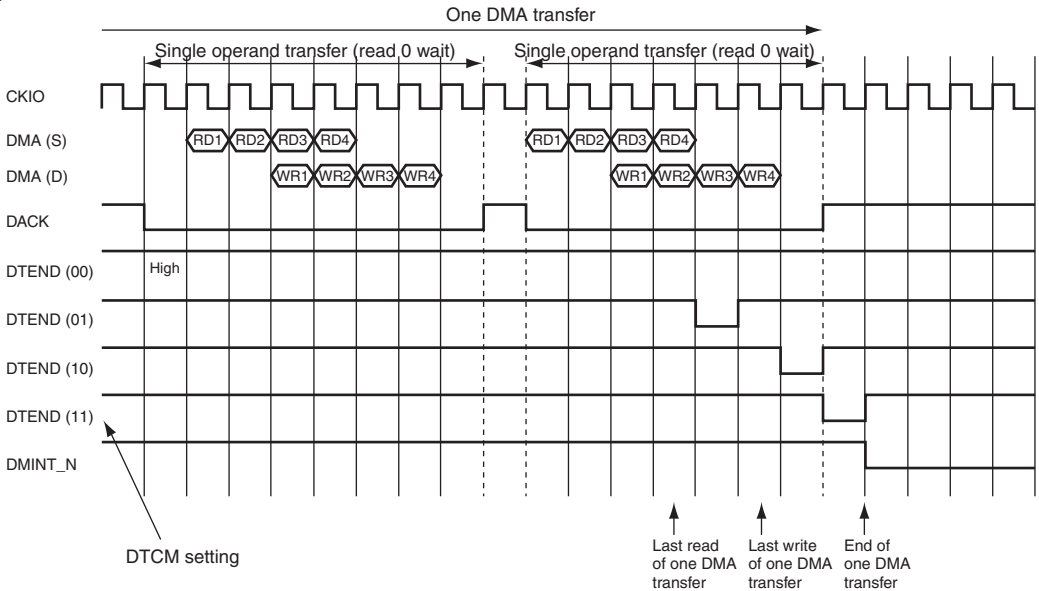 One DMA transfer
Single operand transfer (read 0 wait) Single operand transfer (read 0 wait)
CKIO
DMA (S) RD1 RD2 RD3 RD4 RD1 RD2 RD3 RD4
DMA (D) WR1 WR2 WR3 WR4 WR1 WR2 WR3 WR4
DACK
DTEND (00) High
DTEND (01)
DTEND (10)
DTEND (11)
DMINT_N
DTCM setting
Last read
of one DMA
transfer
Last write
of one DMA
transfer
End of
one DMA
transfer